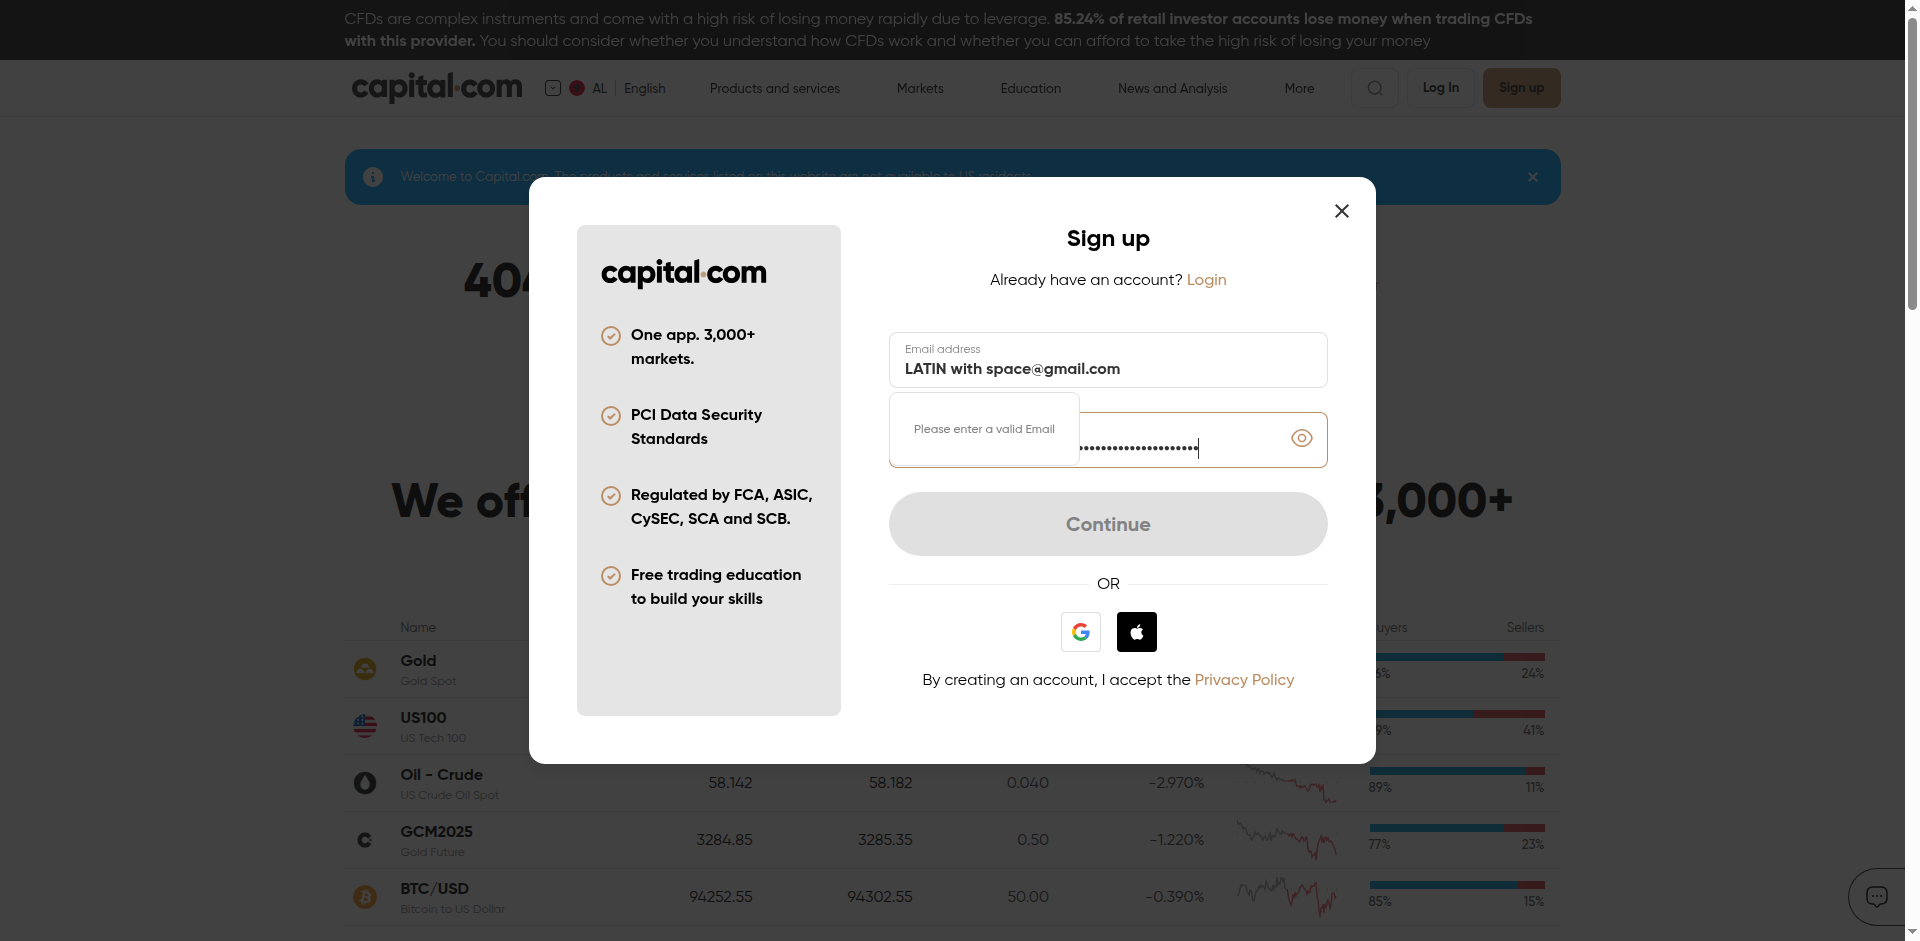 CFDs are complex instruments and come with a high risk of losing money rapidly due to leverage. 85.24% of retail investor accounts lose money when trading CFDs
with this provider. You should consider whether you understand how CFDs work and whether you can afford to take the high risk of losing your money
capital.com
AL
English
Products and services
Markets
Education
News and Analysis
More
Log In
Sign up
Welcome to Capital.com. The products and services listed on this website are not available to US residents.
404
We off
3,000+
capital.com
One app. 3,000+
markets.
PCI Data Security
Standards
Regulated by FCA, ASIC,
CySEC, SCA and SCB.
Free trading education
to build your skills
Sign up
Already have an account? Login
Email address
LATIN with space@gmail.com
Please enter a valid Email
Continue
OR
By creating an account, I accept the Privacy Policy
Name
Sellers
Gold
Gold Spot
24%
US100
US Tech 100
41%
Oil - Crude
US Crude Oil Spot
58.142
58.182
0.040
-2.970%
89%
11%
GCM2025
Gold Future
3284.85
3285.35
0.50
-1.220%
77%
23%
BTC/USD
Bitcoin to US Dollar
94252.55
94302.55
50.00
-0.390%
85%
15%